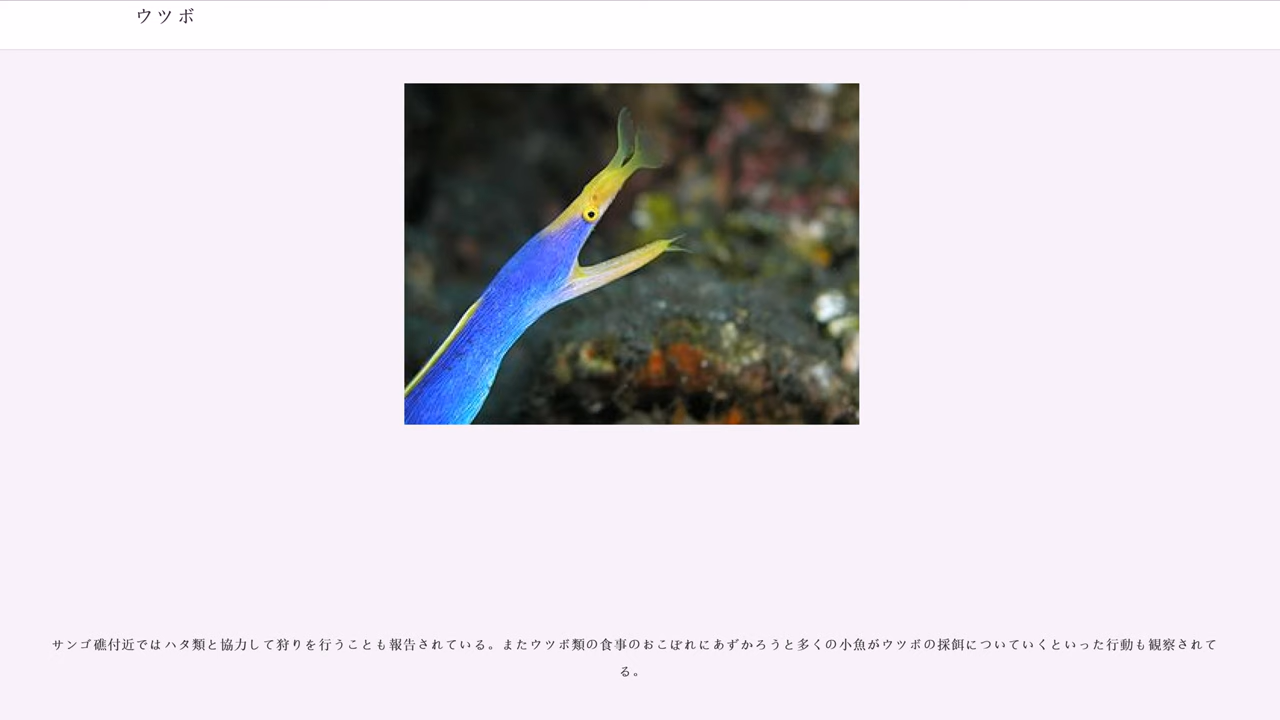 ウツボ
サンゴ礁付近ではハタ類と協力して狩りを行うことも報告されている。またウツボ類の食事のおこぼれにあずかろうと多くの小魚がウツボの採餌についていくといった行動も観察されて
る。